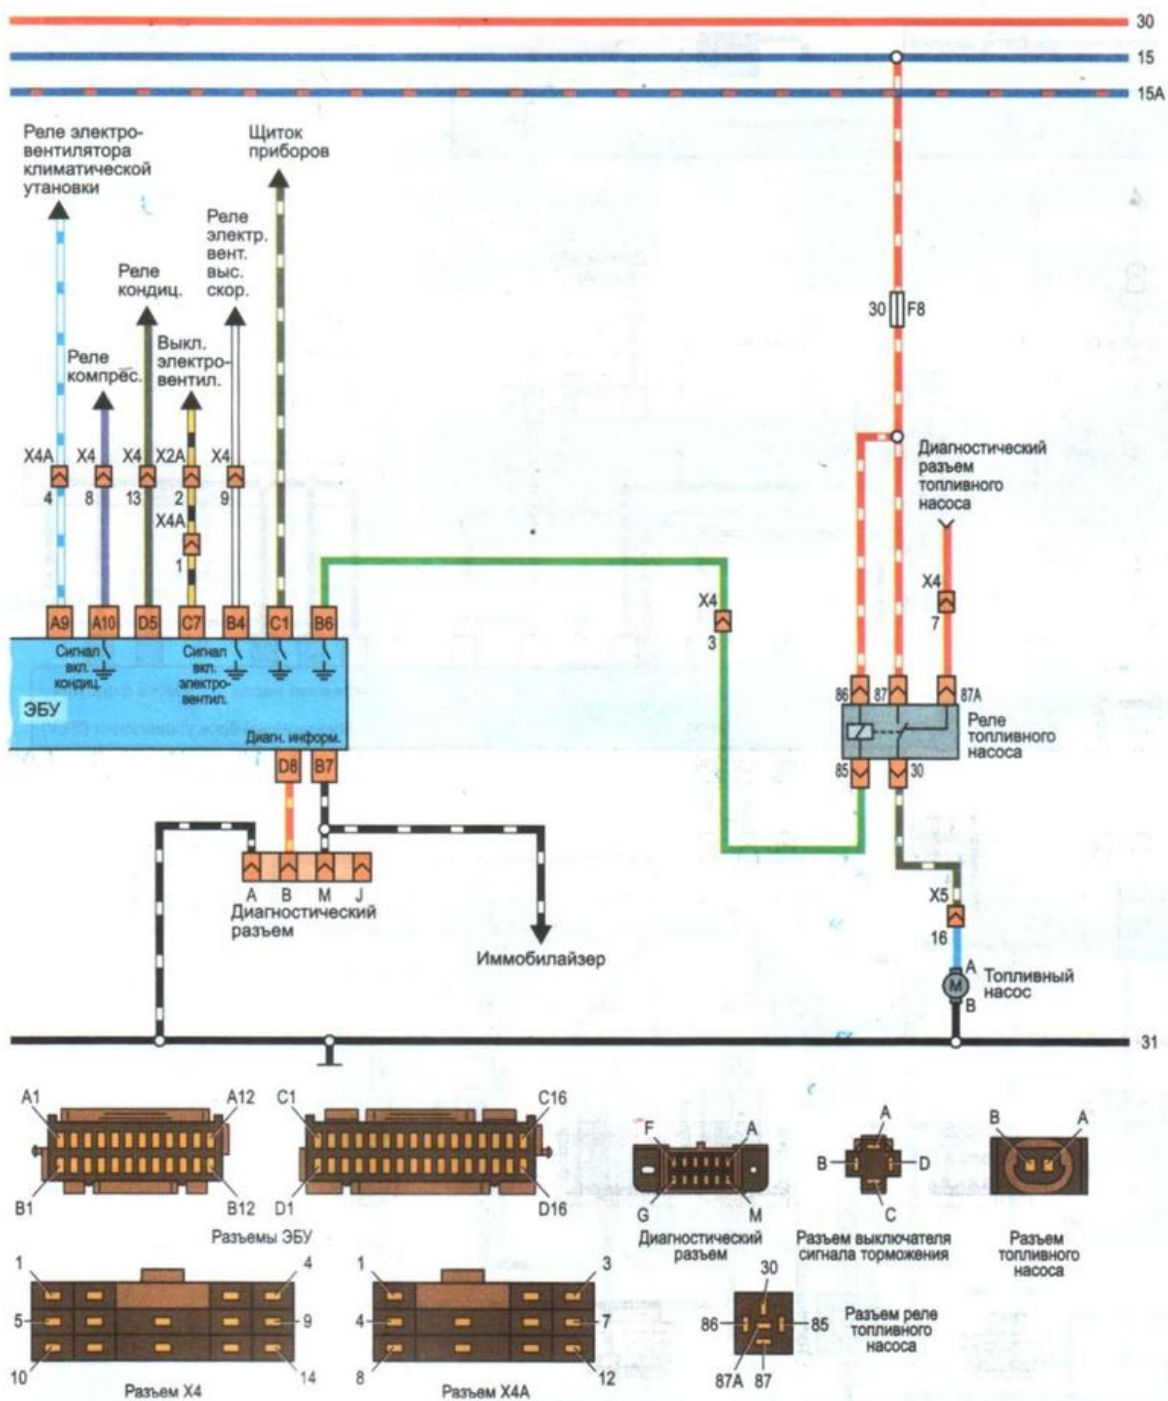 30
15
15A
Реле электро-
вентилятора
климатической
утановки
Щиток
приборов
Реле
электр.
вент.
выс.
скор.
Реле
кондиц.
Выкл.
электро-
вентил.
Реле
компрес.
30 F8
Диагностический
разъем
топливного
насоса
X4A X4 X4 X2A X4
4 8 13 2 9
X4A
1
X4
3
X4
7
A9 A10 D5 C7 B4 C1 B6
Сигнал
вкл.
кондиц.
Сигнал
вкл.
электро-
вентил.
ЭБУ
Диагн. информ.
D8 B7
86 87 87A
Реле
топливного
насоса
85 30
A B M J
Диагностический
разъем
Иммобилайзер
X5
16
A
M
B
Топливный
насос
31
A1 A12 C1 C16
B1 B12 D1 D16
Разъемы ЭБУ
F A
G M
Диагностический
разъем
A
B D
C
Разъем выключателя
сигнала торможения
B A
Разъем
топливного
насоса
1 4
5 9
10 14
Разъем X4
1 3
4 7
8 12
Разъем X4A
30
86 85
87A 87
Разъем реле
топливного
насоса